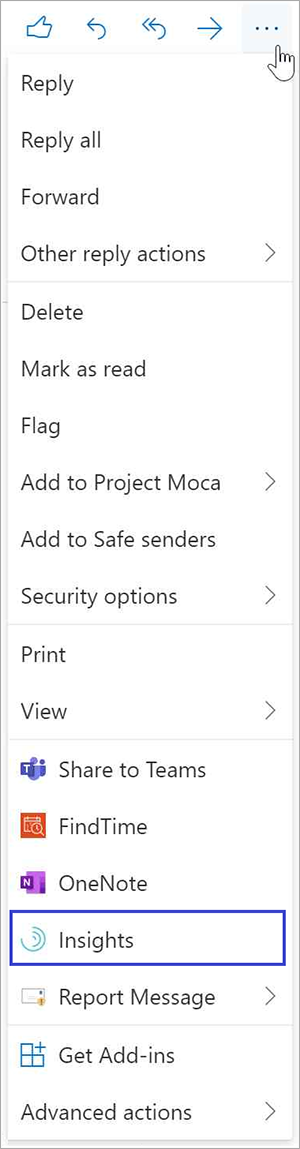 Reply
Reply all
Forward
Other reply actions
Delete
Mark as read
Flag
Add to Project Moca
Add to Safe senders
Security options
Print
View
Share to Teams
FindTime
OneNote
Insights
Report Message
Get Add-ins
Advanced actions